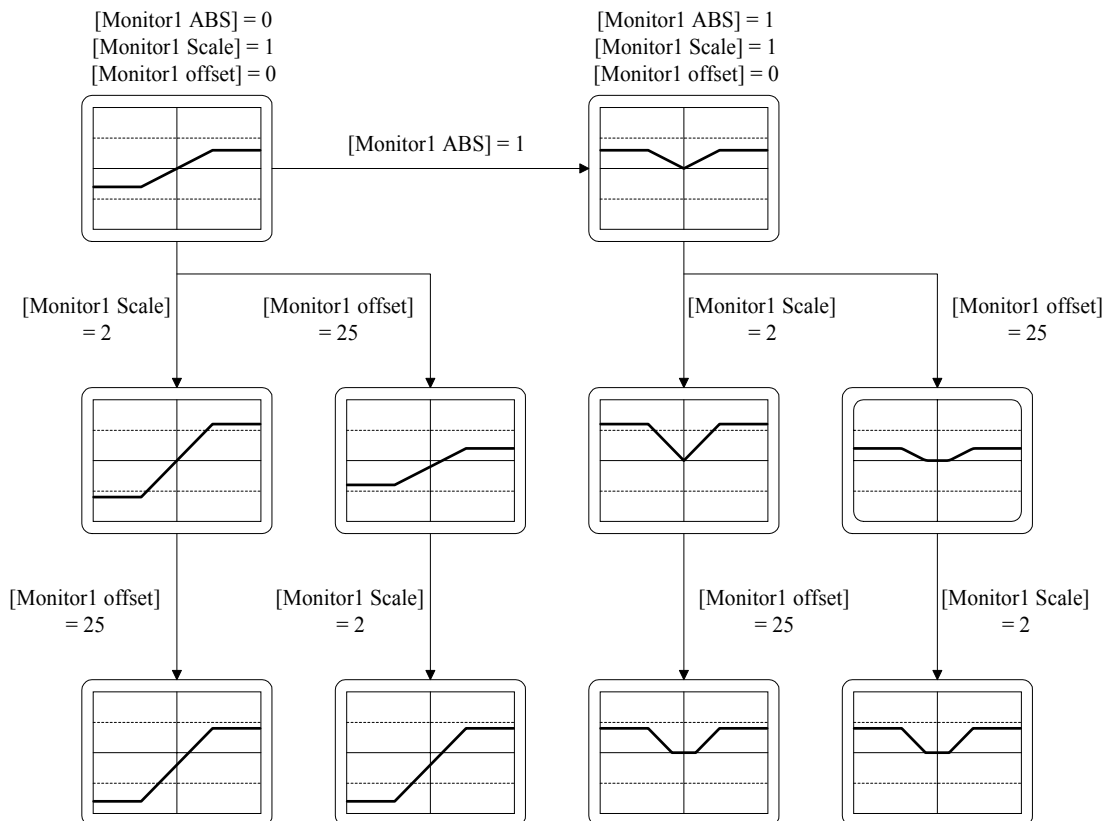 [Monitor1 ABS] = 0
[Monitor1 Scale] = 1
[Monitor1 offset] = 0
[Monitor1 ABS] = 1
[Monitor1 Scale] = 1
[Monitor1 offset] = 0
[Monitor1 ABS] = 1
[Monitor1 Scale]
= 2
[Monitor1 offset]
= 25
[Monitor1 Scale]
= 2
[Monitor1 offset]
= 25
[Monitor1 offset]
= 25
[Monitor1 Scale]
= 2
[Monitor1 offset]
= 25
[Monitor1 Scale]
= 2